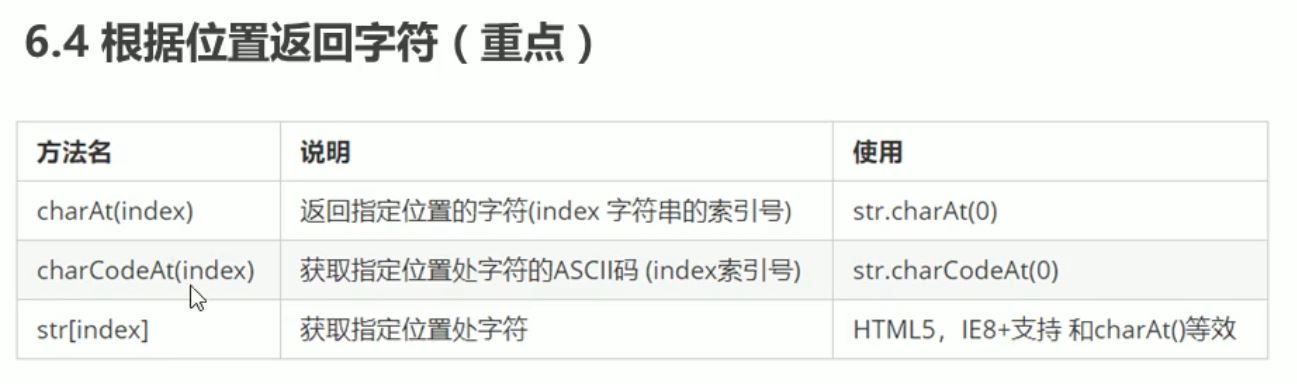 6.4 根据位置返回字符（重点）
方法名 说明 使用
charAt(index) 返回指定位置的字符(index 字符串的索引号) str.charAt(0)
charCodeAt(index) 获取指定位置处字符的ASCII码 (index索引号) str.charCodeAt(0)
str[index] 获取指定位置处字符 HTML5，IE8+支持 和charAt()等效